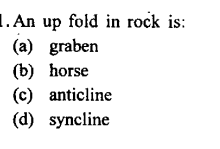 1. An up fold in rock is:
(a) graben
(b) horse
(c) anticline
(d) syncline